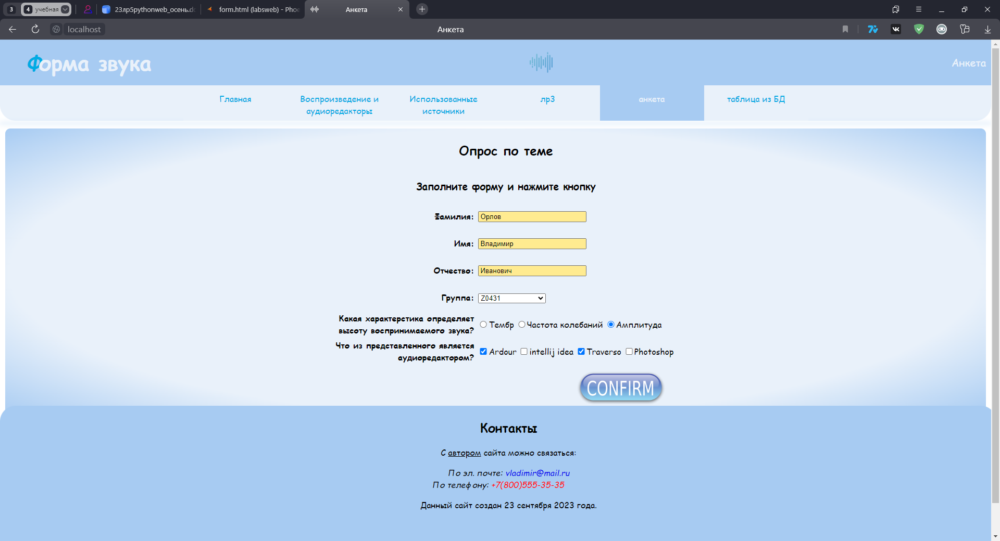 3
4 учебная
23лр5pythonweb_осень.dc
form.html (labsweb) - Phoe
Анкета
localhost
Анкета
Форма звука
Анкета
Главная
Воспроизведение и
аудиоредакторы
Использованные
источники
лр3
анкета
таблица из БД
Опрос по теме
Заполните форму и нажмите кнопку
Фамилия: Орлов
Имя: Владимир
Отчество: Иванович
Группа: Z0431
Какая характерстика определяет
высоту воспринимаемого звука?
Тембр Частота колебаний Амплитуда
Что из представленного является
аудиоредактором?
Ardour intellij idea Traverso Photoshop
CONFIRM
Контакты
С автором сайта можно связаться:
По эл. почте: vladimir@mail.ru
По телефону: +7(800)555-35-35
Данный сайт создан 23 сентября 2023 года.